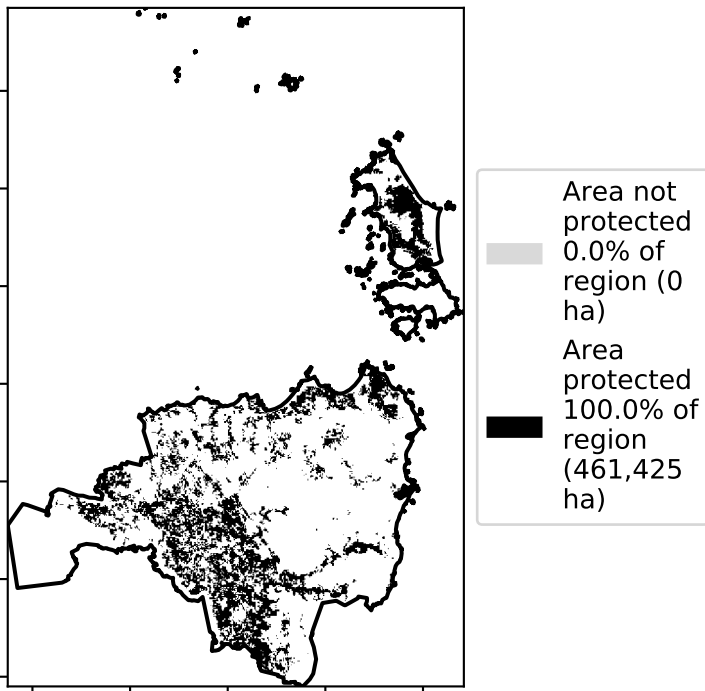 Area not
protected
0.0% of
region (0
ha)
Area
protected
100.0% of
region
(461,425
ha)